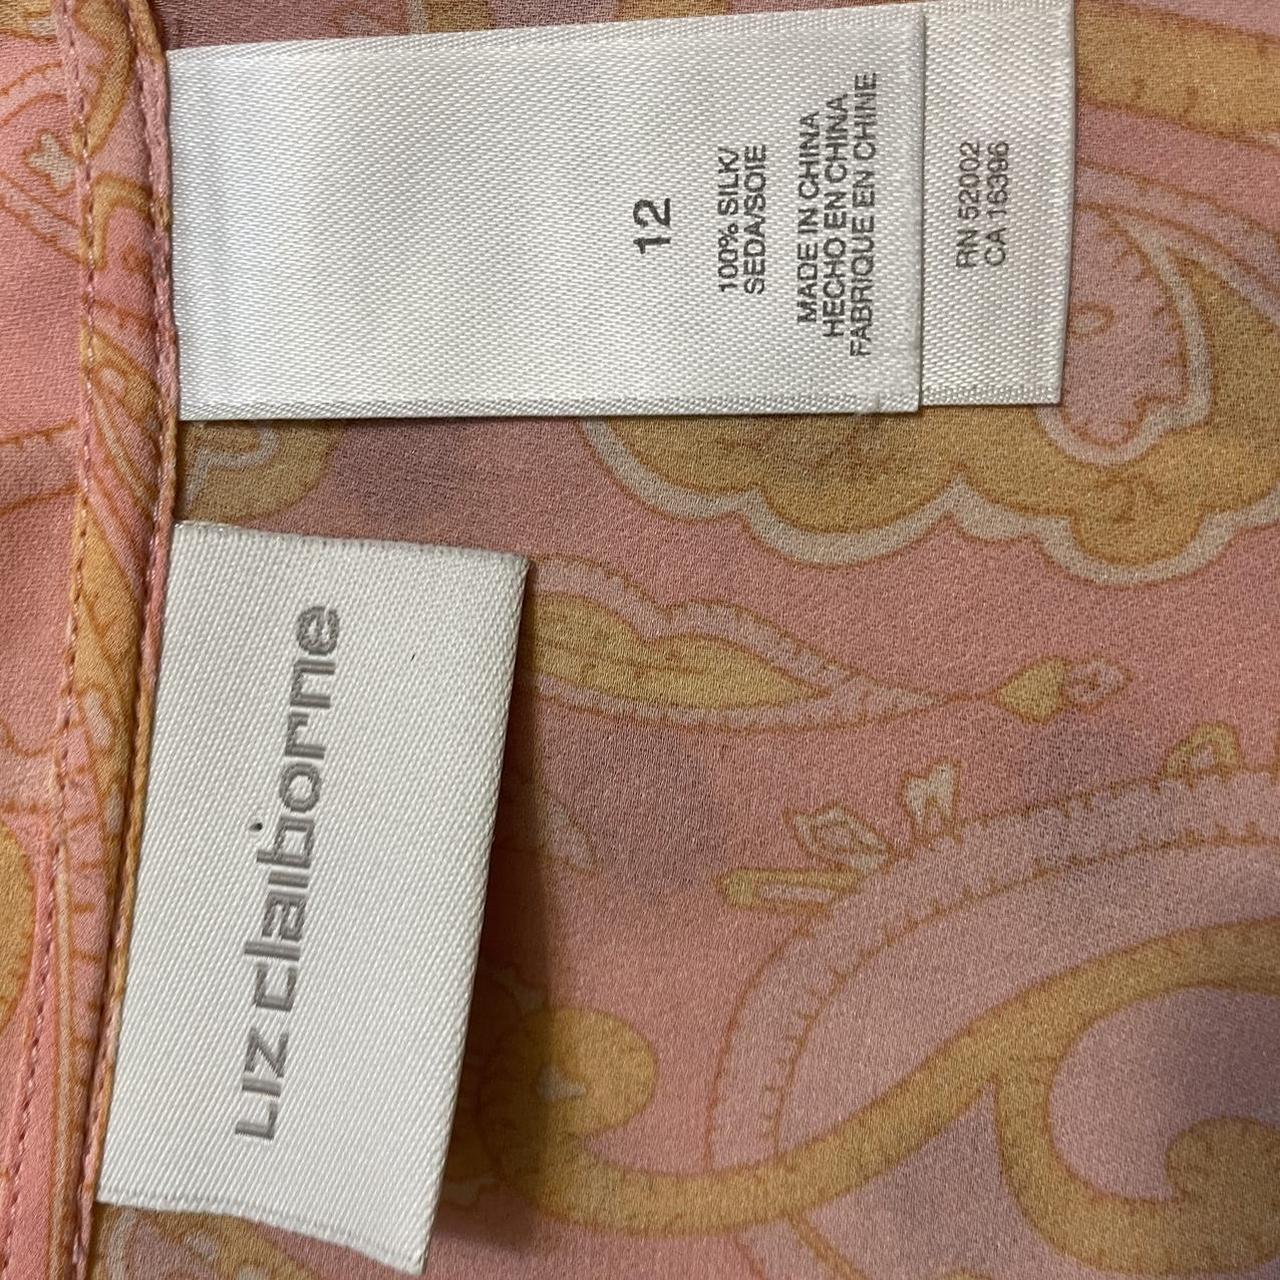 12
100% SILK/
SEDA/SOIE
MADE IN CHINA
HECHO EN CHINA
FABRIQUE EN CHINE
RN 52002
CA 16396
LIZ claiborne